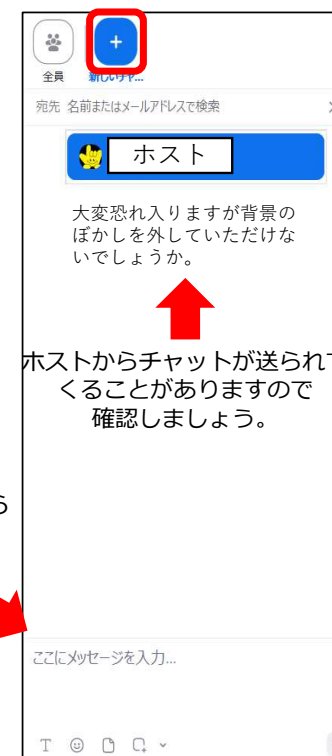 全員
新しいチャ...
宛先 名前またはメールアドレスで検索
ホスト
大変恐れ入りますが背景の
ぼかしを外していただけな
いでしょうか。
ホストからチャットが送られて
くることがありますので
確認しましょう。
ら
ここにメッセージを入力...